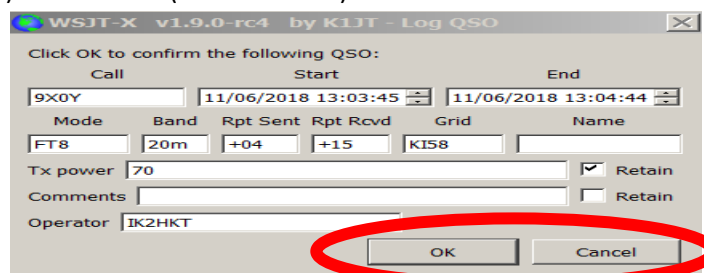 WSJT-X v1.9.0-rc4 by K1JT - Log QSO
Click OK to confirm the following QSO:
Call Start End
9X0Y 11/06/2018 13:03:45 11/06/2018 13:04:44
Mode Band Rpt Sent Rpt Rcvd Grid Name
FT8 20m +04 +15 KI58
Tx power 70 Retain
Comments Retain
Operator IK2HKT
OK Cancel